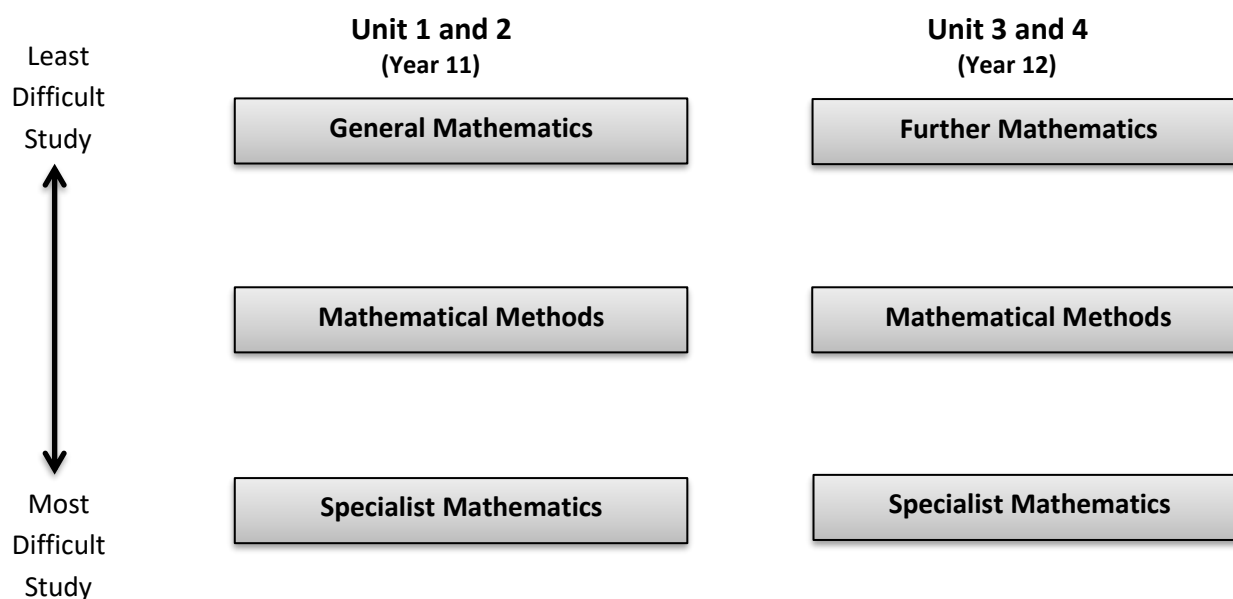 Unit 1 and 2
(Year 11)
Unit 3 and 4
(Year 12)
Least
Difficult
Study
General Mathematics
Further Mathematics
Mathematical Methods
Mathematical Methods
Most
Difficult
Study
Specialist Mathematics
Specialist Mathematics